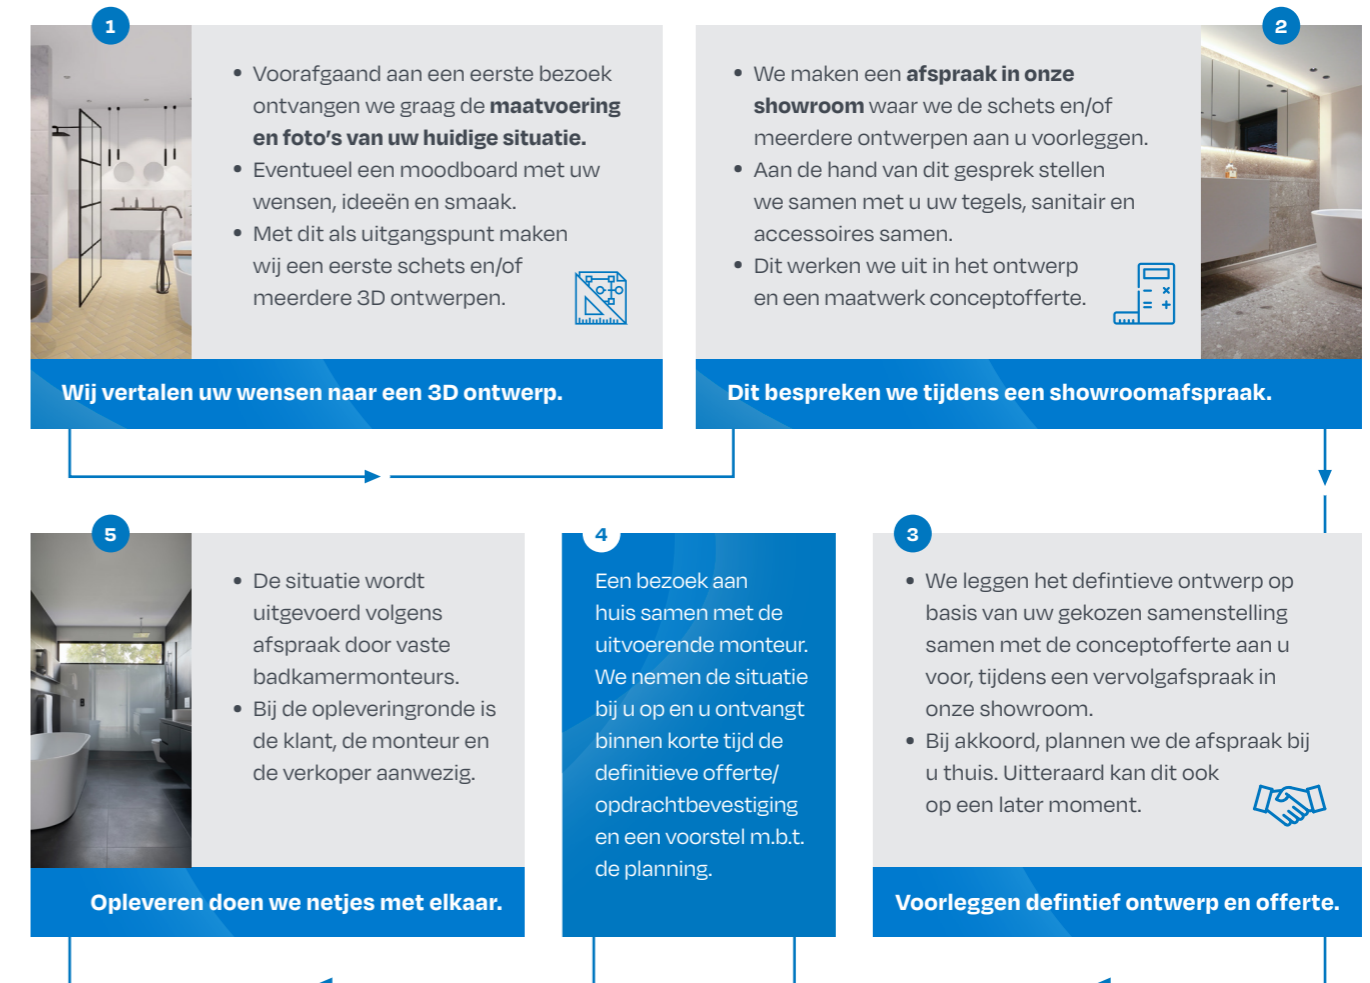 1
• Voorafgaand aan een eerste bezoek
ontvangen we graag de maatvoering
en foto's van uw huidige situatie.
• Eventueel een moodboard met uw
wensen, ideeën en smaak.
• Met dit als uitgangspunt maken
wij een eerste schets en/of
meerdere 3D ontwerpen.
Wij vertalen uw wensen naar een 3D ontwerp.
2
• We maken een afspraak in onze
showroom waar we de schets en/of
meerdere ontwerpen aan u voorleggen.
• Aan de hand van dit gesprek stellen
we samen met u uw tegels, sanitair en
accessoires samen.
• Dit werken we uit in het ontwerp
en een maatwerk conceptofferte.
Dit bespreken we tijdens een showroomafspraak.
3
• We leggen het defintieve ontwerp op
basis van uw gekozen samenstelling
samen met de conceptofferte aan u
voor, tijdens een vervolgafspraak in
onze showroom.
• Bij akkoord, plannen we de afspraak bij
u thuis. Uitteraard kan dit ook
op een later moment.
Voorleggen defintief ontwerp en offerte.
4
Een bezoek aan
huis samen met de
uitvoerende monteur.
We nemen de situatie
bij u op en u ontvangt
binnen korte tijd de
definitieve offerte/
opdrachtbevestiging
en een voorstel m.b.t.
de planning.
5
• De situatie wordt
uitgevoerd volgens
afspraak door vaste
badkamermonteurs.
• Bij de opleveringronde is
de klant, de monteur en
de verkoper aanwezig.
Opleveren doen we netjes met elkaar.